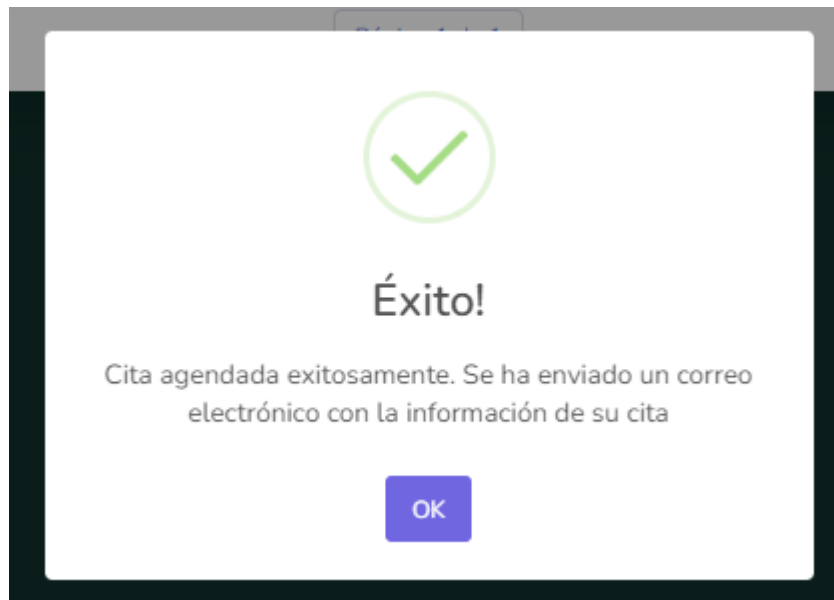 Éxito!
Cita agendada exitosamente. Se ha enviado un correo
electrónico con la información de su cita
OK